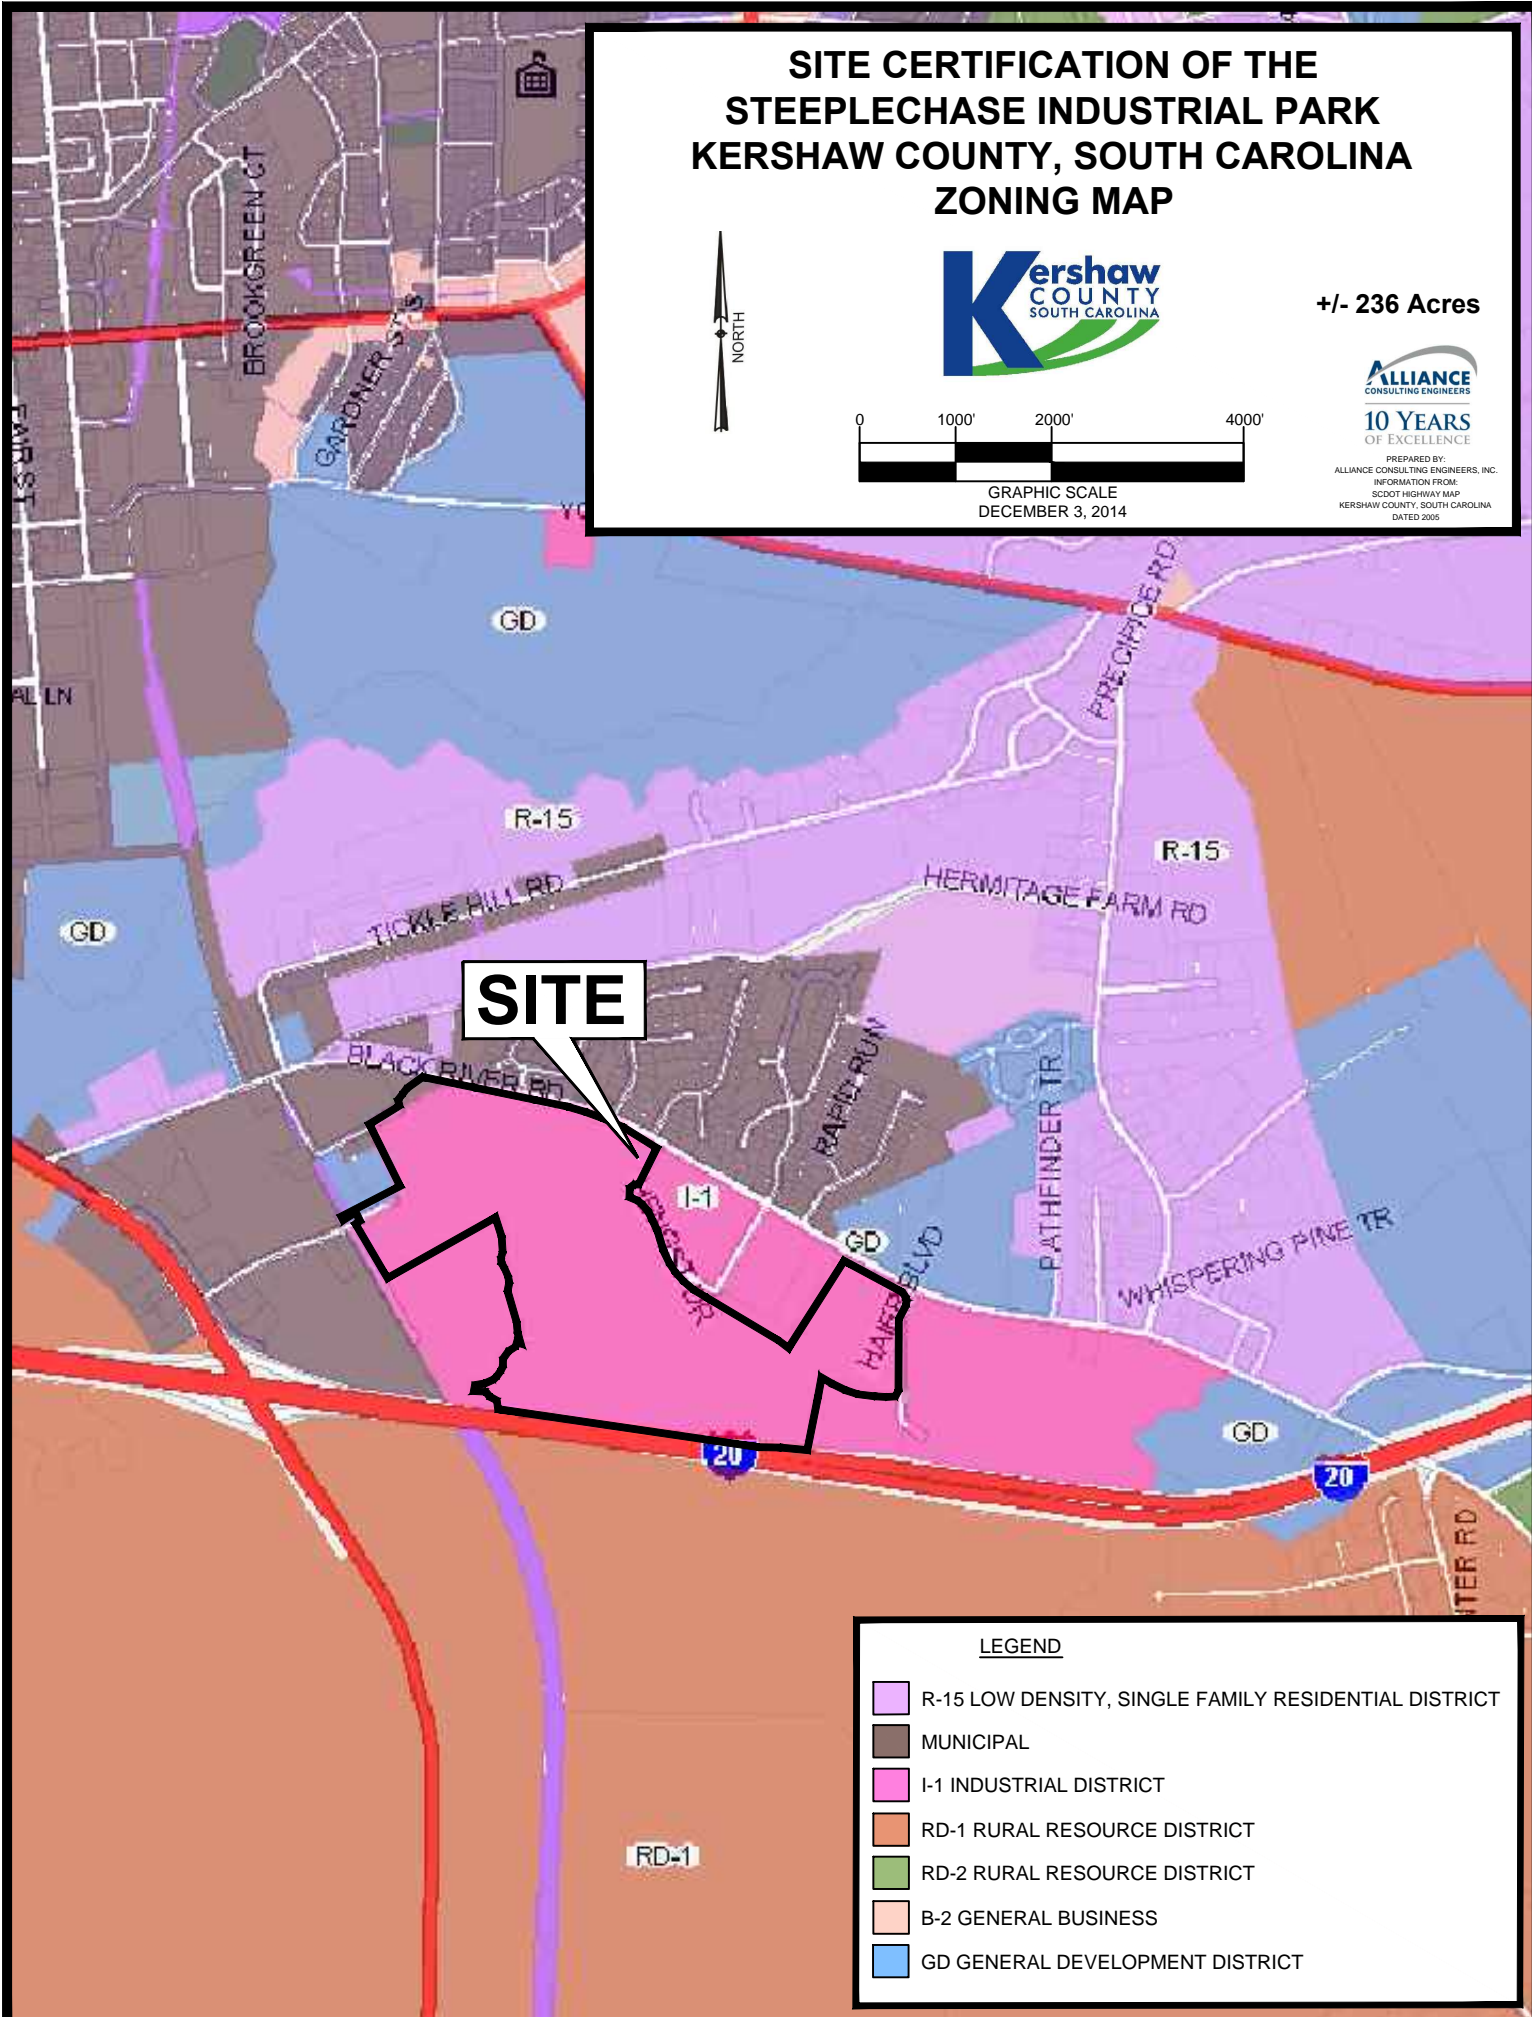 SITE CERTIFICATION OF THE
STEEPLECHASE INDUSTRIAL PARK
KERSHAW COUNTY, SOUTH CAROLINA
ZONING MAP
NORTH
Kershaw
COUNTY
SOUTH CAROLINA
+/- 236 Acres
ALLIANCE
CONSULTING ENGINEERS
10 YEARS
OF EXCELLENCE
PREPARED BY:
ALLIANCE CONSULTING ENGINEERS, INC.
INFORMATION FROM:
SCDOT HIGHWAY MAP
KERSHAW COUNTY, SOUTH CAROLINA
DATED 2005
0 1000' 2000' 4000'
GRAPHIC SCALE
DECEMBER 3, 2014
BROOKGREEN CT
GARDNER ST
FAIR ST
YO
PRECIPICE RD
GD
AL LN
R-15
R-15
HERMITAGE FARM RD
TICKLE HILL RD
GD
SITE
BLACK RIVER RD
RAPID RUN
PATHFINDER TR
I-1
GD
BLVD
WHISPERING PINE TR
20
GD
20
NTER RD
RD-1
LEGEND
R-15 LOW DENSITY, SINGLE FAMILY RESIDENTIAL DISTRICT
MUNICIPAL
I-1 INDUSTRIAL DISTRICT
RD-1 RURAL RESOURCE DISTRICT
RD-2 RURAL RESOURCE DISTRICT
B-2 GENERAL BUSINESS
GD GENERAL DEVELOPMENT DISTRICT